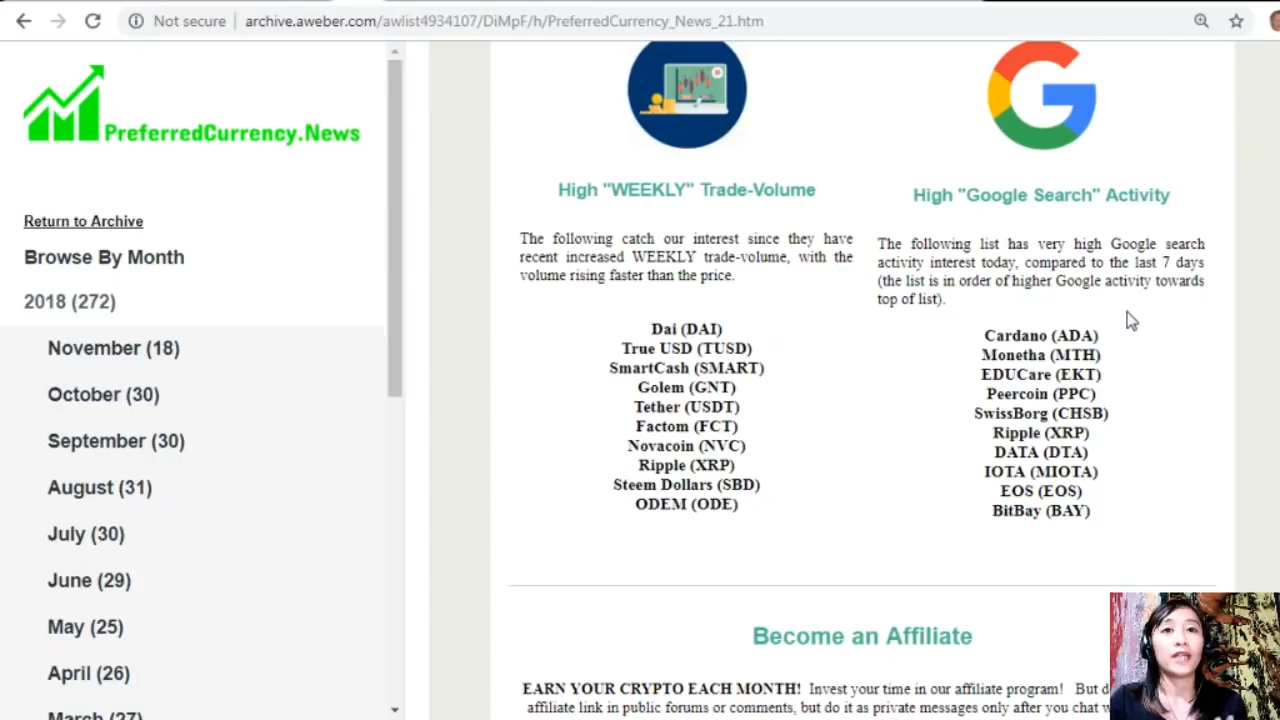 Not secure
archive.aweber.com/awlist4934107/DiMpF/h/PreferredCurrency_News_21.htm
PreferredCurrency.News
Return to Archive
Browse By Month
2018 (272)
November (18)
October (30)
September (30)
August (31)
July (30)
June (29)
May (25)
April (26)
High "WEEKLY" Trade-Volume
The following catch our interest since they have
recent increased WEEKLY trade-volume, with the
volume rising faster than the price.
Dai (DAI)
True USD (TUSD)
SmartCash (SMART)
Golem (GNT)
Tether (USDT)
Factom (FCT)
Novacoin (NVC)
Ripple (XRP)
Steem Dollars (SBD)
ODEM (ODE)
High "Google Search" Activity
The following list has very high Google search
activity interest today, compared to the last 7 days
(the list is in order of higher Google activity towards
top of list).
Cardano (ADA)
Monetha (MTH)
EDUCare (EKT)
Peercoin (PPC)
SwissBorg (CHSB)
Ripple (XRP)
DATA (DTA)
IOTA (MIOTA)
EOS (EOS)
BitBay (BAY)
Become an Affiliate
EARN YOUR CRYPTO EACH MONTH! Invest your time in our affiliate program! But
affiliate link in public forums or comments, but do it as private messages only after you chat